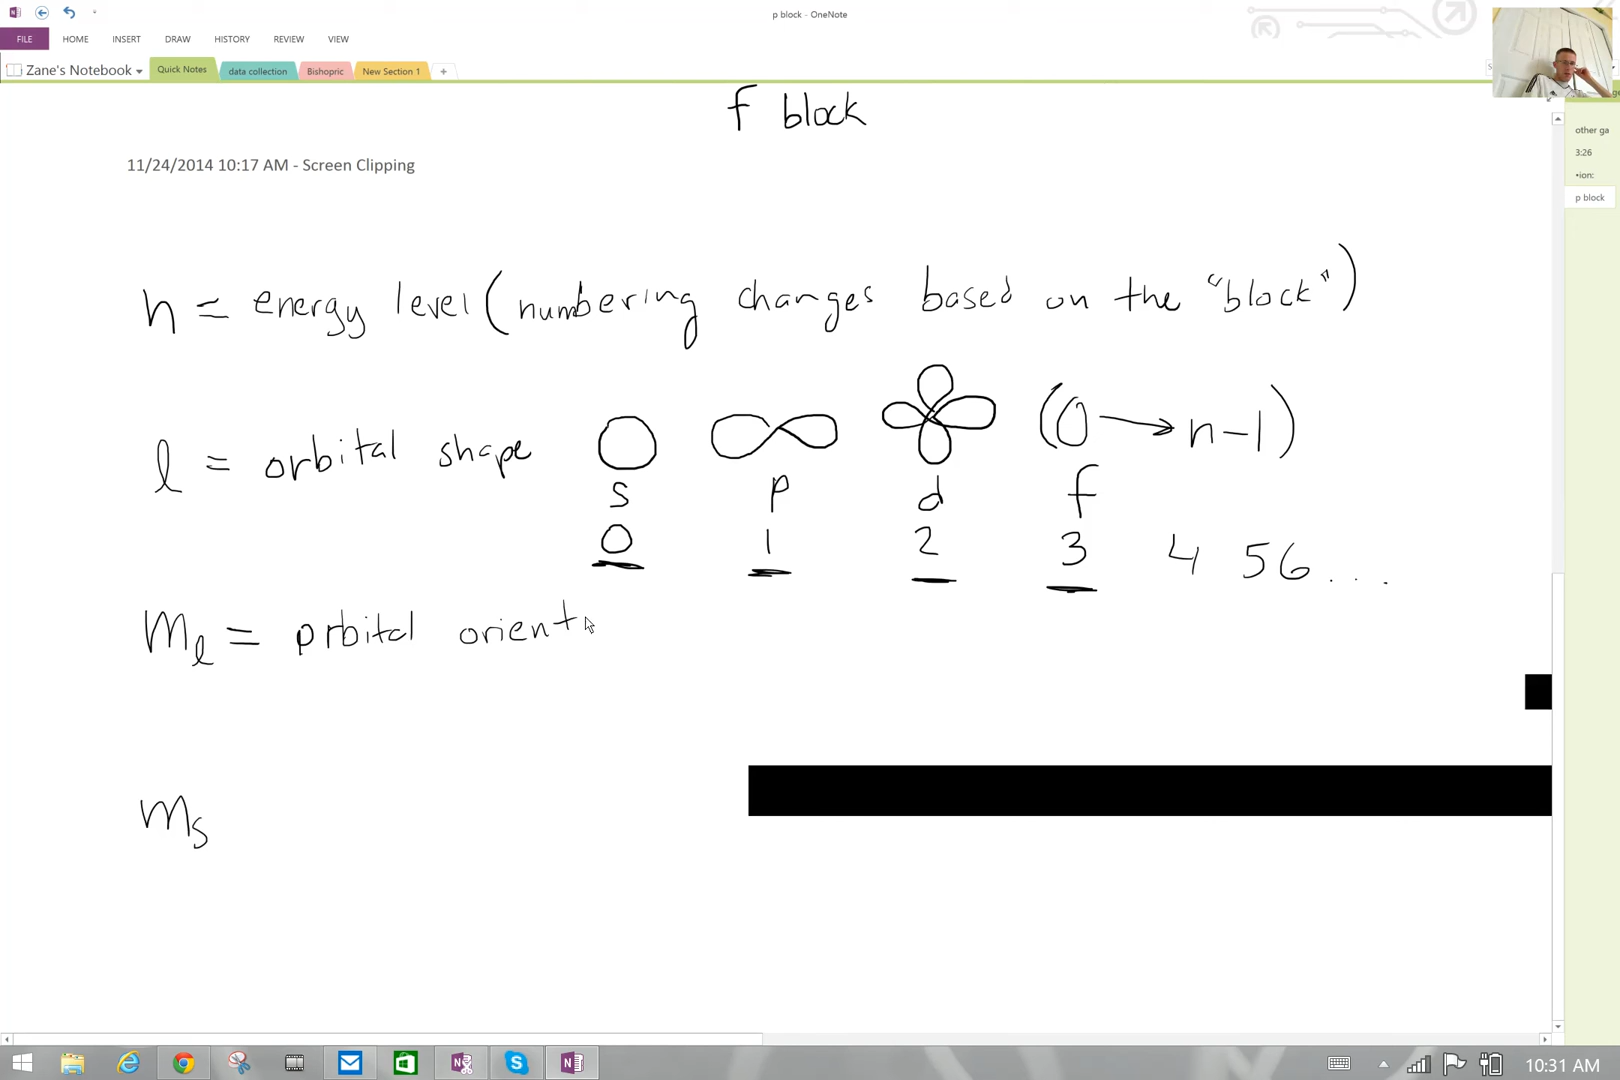 p block - OneNote
FILE HOME INSERT DRAW HISTORY REVIEW VIEW
Zane's Notebook Quick Notes data collection Bishopric New Section 1 +
f block
other ga
11/24/2014 10:17 AM - Screen Clipping
3:26
•ion:
p block
n = energy level (numbering changes based on the "block")
l = orbital shape (0 → n-1)
s p d f
0 1 2 3 4 5 6 ...
ml = orbital orient
ms
10:31 AM